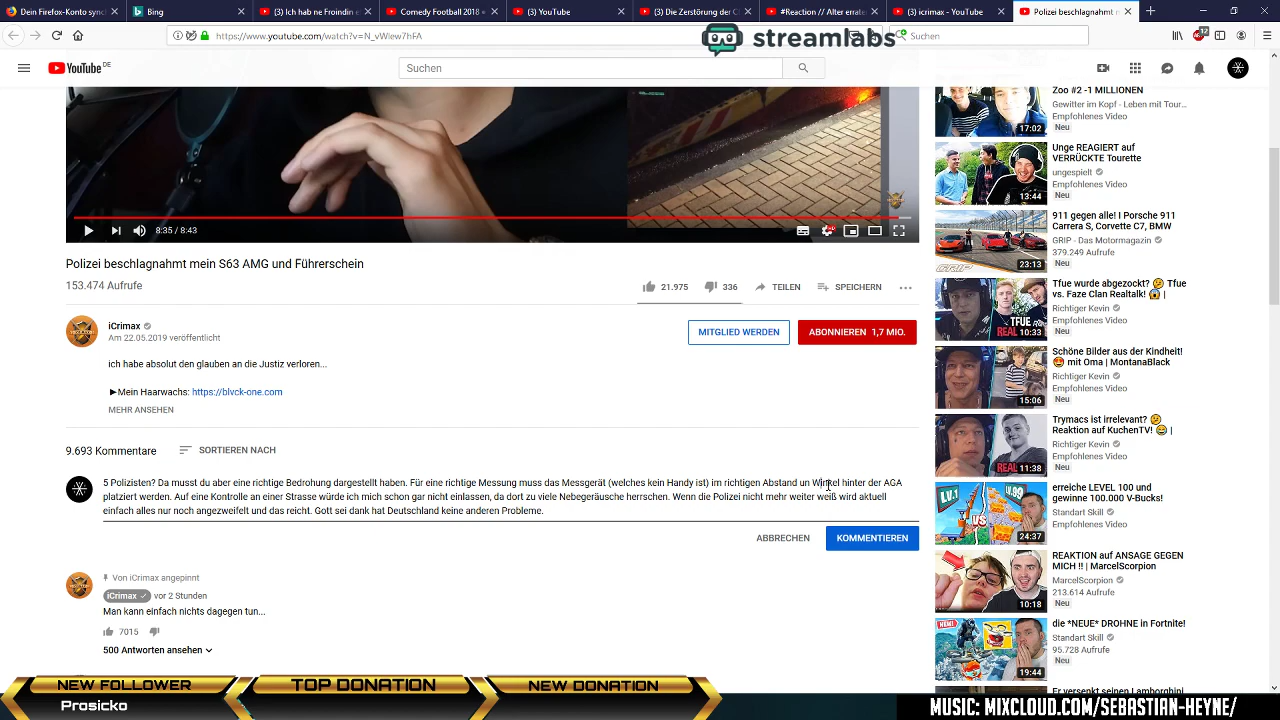 Dein Firefox-Konto sync
Bing
(3) Ich hab ne Freundin e
Comedy Football 2018
(3) YouTube
(3) Die Zerstörung der C
#Reaction // Alter errate
(3) icrimax - YouTube
Polizei beschlagnahmt m
https://www.youtube.com/watch?v=N_vWlew7hFA
streamlabs
Suchen
12
YouTube DE
Suchen
8:35 / 8:43
Polizei beschlagnahmt mein S63 AMG und Führerschein
153.474 Aufrufe
21.975
336
TEILEN
SPEICHERN
iCrimax
Am 22.05.2019 veröffentlicht
MITGLIED WERDEN
ABONNIEREN 1,7 MIO.
ich habe absolut den glauben an die Justiz verloren...
►Mein Haarwachs: https://blvck-one.com
MEHR ANSEHEN
9.693 Kommentare
SORTIEREN NACH
5 Polizisten? Da musst du aber eine richtige Bedrohung dargestellt haben. Für eine richtige Messung muss das Messgerät (welches kein Handy ist) im richtigen Abstand un Winkel hinter der AGA
platziert werden. Auf eine Kontrolle an einer Strasse würde ich mich schon gar nicht einlassen, da dort zu viele Nebegeräusche herrschen. Wenn die Polizei nicht mehr weiter weiß wird aktuell
einfach alles nur noch angezweifelt und das reicht. Gott sei dank hat Deutschland keine anderen Probleme.
ABBRECHEN
KOMMENTIEREN
Von iCrimax angepinnt
iCrimax
vor 2 Stunden
Man kann einfach nichts dagegen tun...
7015
500 Antworten ansehen
Zoo #2 -1 MILLIONEN
Gewitter im Kopf - Leben mit Tour...
Empfohlenes Video
Neu
17:02
Unge REAGIERT auf
VERRÜCKTE Tourette
ungespielt
Empfohlenes Video
Neu
13:44
911 gegen alle! I Porsche 911
Carrera S, Corvette C7, BMW
GRIP - Das Motormagazin
379.249 Aufrufe
Neu
GRIP
23:13
Tfue wurde abgezockt? 🤔 Tfue
vs. Faze Clan Realtalk! 😱 |
Richtiger Kevin
Empfohlenes Video
Neu
TFUE
REAL
10:33
Schöne Bilder aus der Kindheit!
😍 mit Oma | MontanaBlack
Richtiger Kevin
Empfohlenes Video
Neu
15:06
Trymacs ist irrelevant? 🤔
Reaktion auf KuchenTV! 😂 |
Richtiger Kevin
Empfohlenes Video
Neu
REAL
11:38
erreiche LEVEL 100 und
gewinne 100.000 V-Bucks!
Standart Skill
Empfohlenes Video
LV.1
VS
LV.99
24:37
REAKTION auf ANSAGE GEGEN
MICH !! | MarcelScorpion
MarcelScorpion
213.614 Aufrufe
Neu
10:18
die *NEUE* DROHNE in Fortnite!
Standart Skill
95.728 Aufrufe
Neu
NEW!
19:44
Er versenkt seinen Lamborghini
NEW FOLLOWER
Prosicko
TOP DONATION
NEW DONATION
MUSIC: MIXCLOUD.COM/SEBASTIAN-HEYNE/